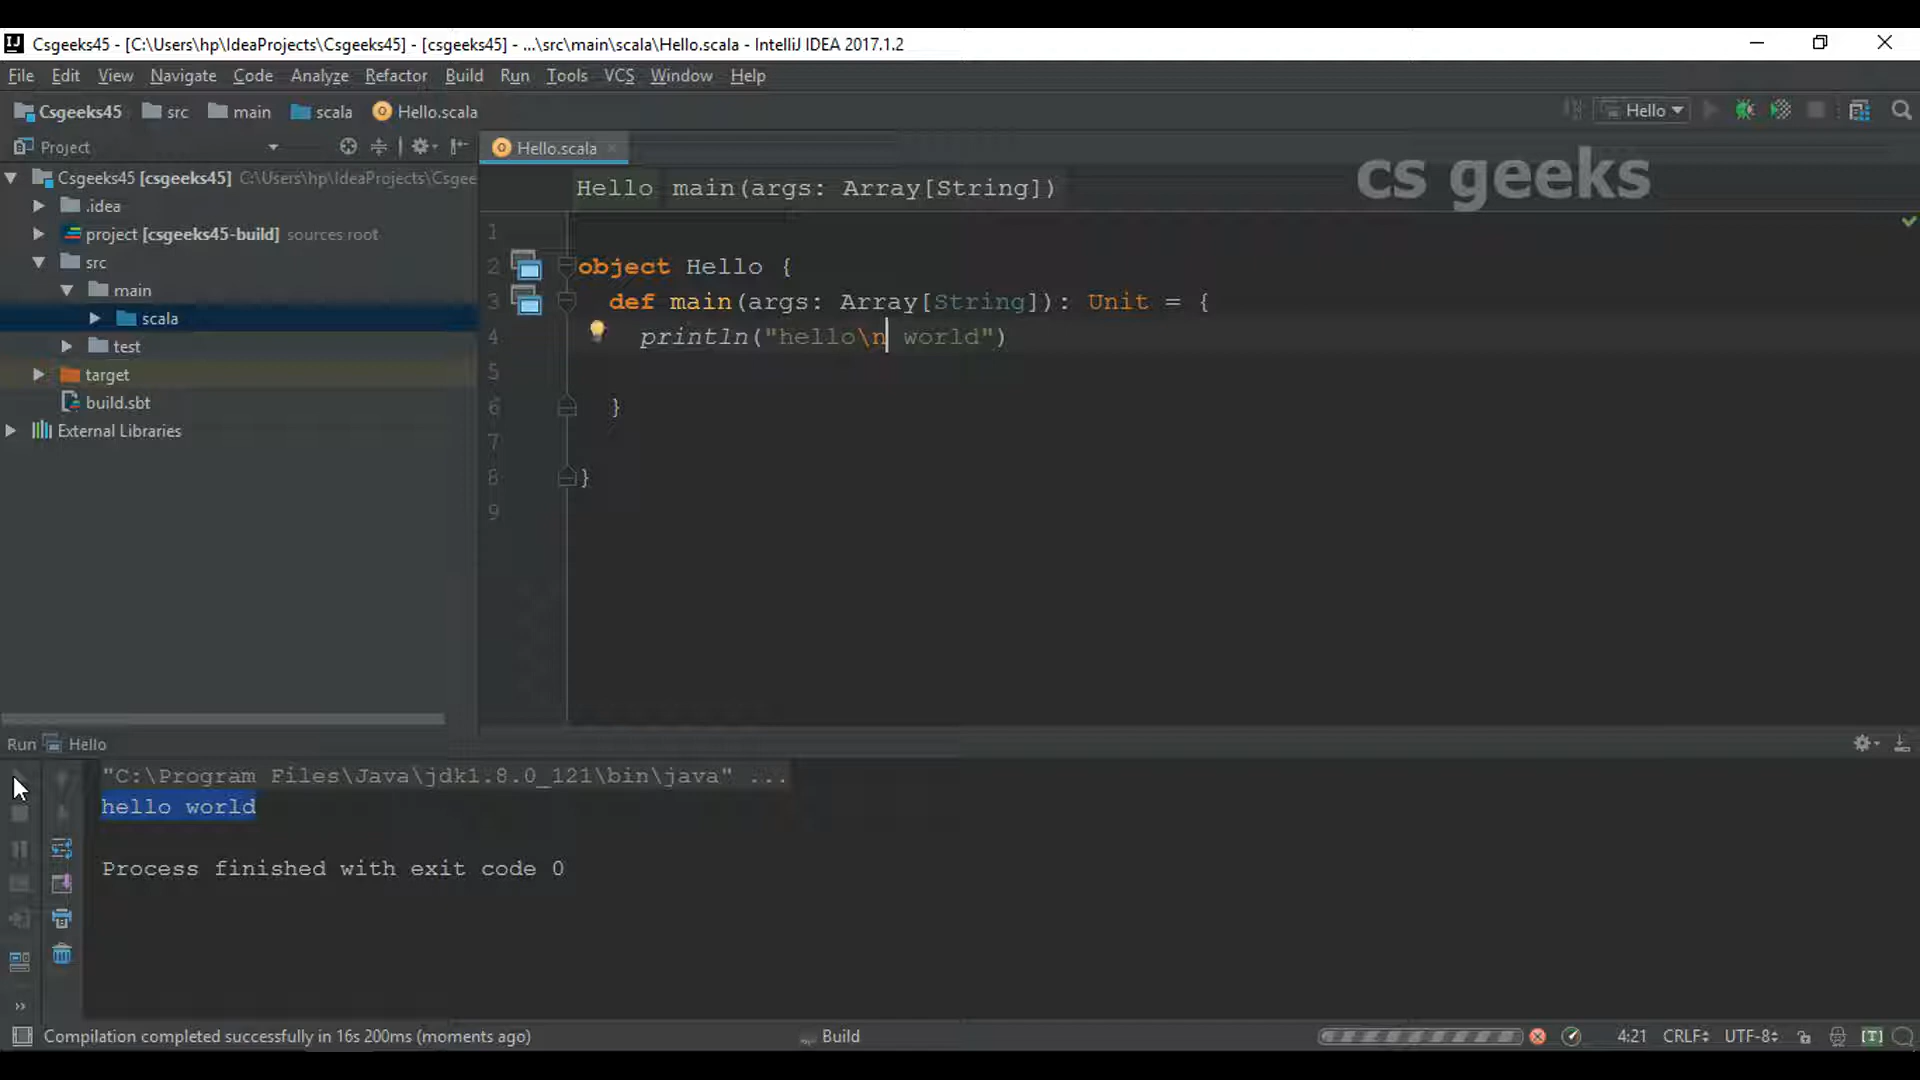 Csgeeks45 - [C:\Users\hp\IdeaProjects\Csgeeks45] - [csgeeks45] - ...\src\main\scala\Hello.scala - IntelliJ IDEA 2017.1.2
File Edit View Navigate Code Analyze Refactor Build Run Tools VCS Window Help
Csgeeks45 src main scala Hello.scala Hello
Project Hello.scala
cs geeks
Csgeeks45 [csgeeks45] C:\Users\hp\IdeaProjects\Csgee
Hello main(args: Array[String])
.idea
project [csgeeks45-build] sources root
src
main
scala
test
target
build.sbt
External Libraries
1
2 object Hello {
3 def main(args: Array[String]): Unit = {
4 println("hello\n world")
5
6 }
7
8 }
9
Run Hello
"C:\Program Files\Java\jdk1.8.0_121\bin\java" ...
hello world
Process finished with exit code 0
Compilation completed successfully in 16s 200ms (moments ago) Build 4:21 CRLF UTF-8 [T]